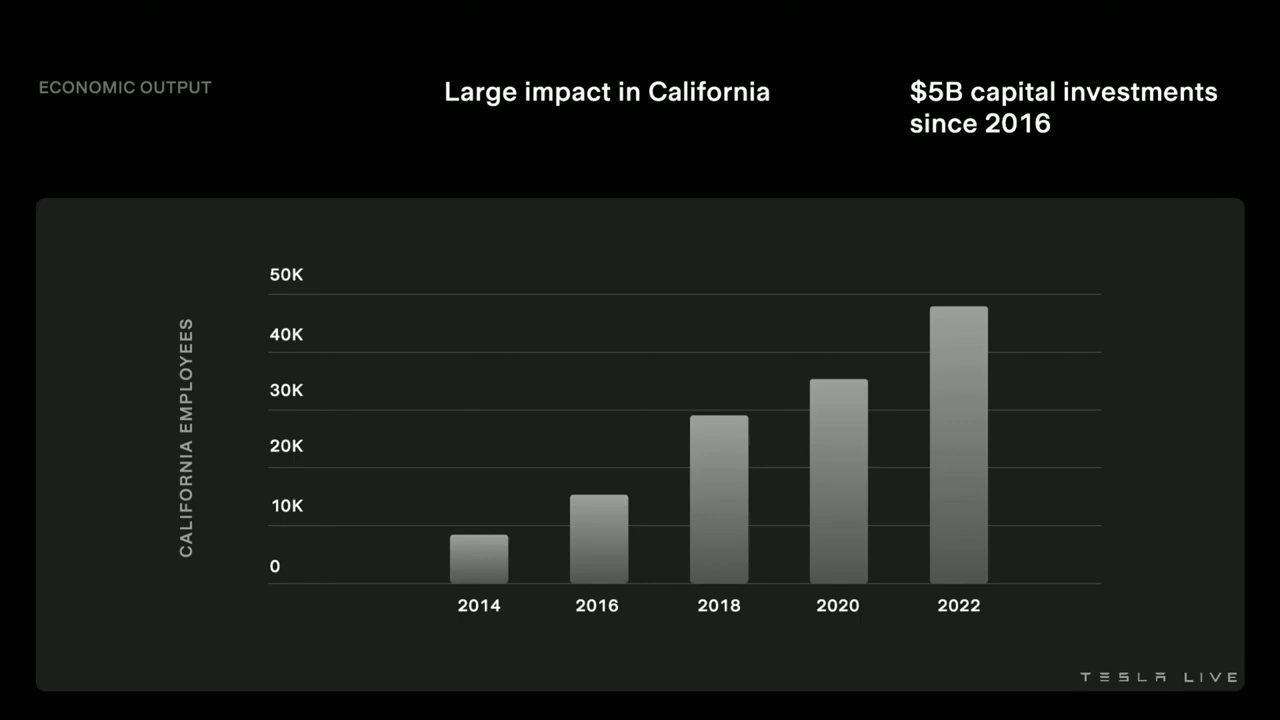 ECONOMIC OUTPUT
Large impact in California
$5B capital investments
since 2016
CALIFORNIA EMPLOYEES
50K
40K
30K
20K
10K
0
2014 2016 2018 2020 2022
TESLA LIVE